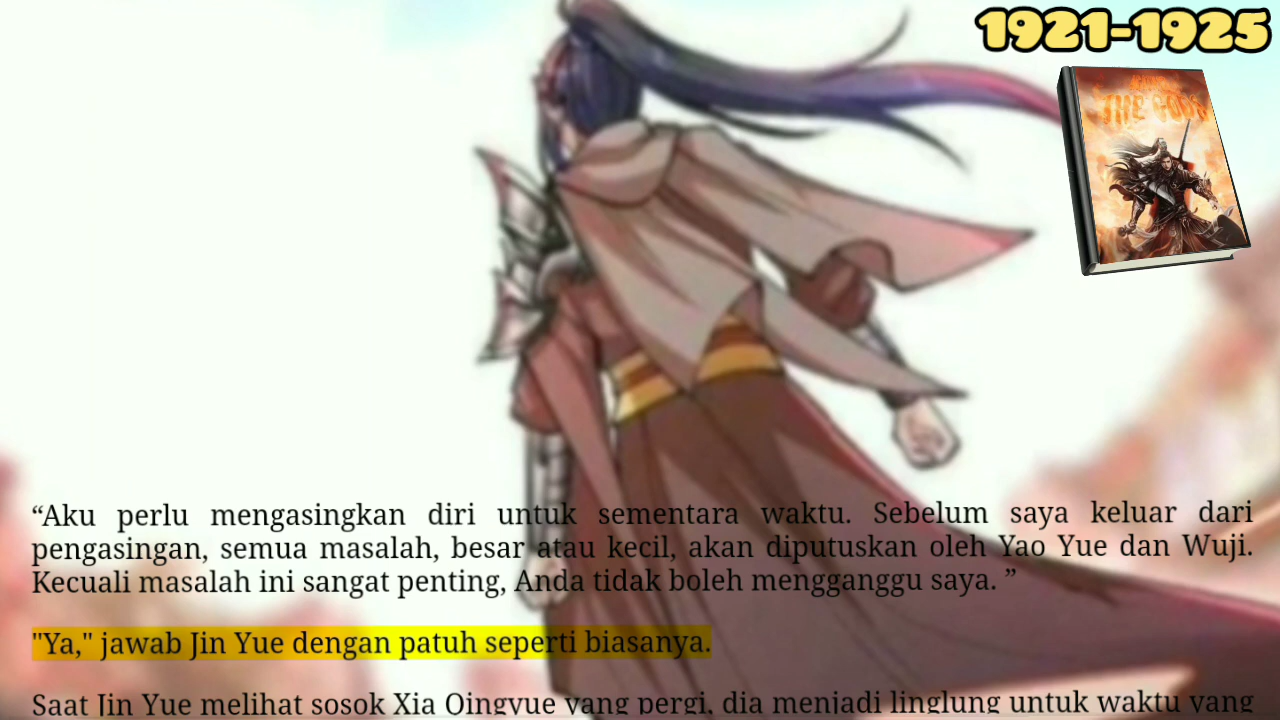 1921-1925
THE GODS
“Aku perlu mengasingkan diri untuk sementara waktu. Sebelum saya keluar dari
pengasingan, semua masalah, besar atau kecil, akan diputuskan oleh Yao Yue dan Wuji.
Kecuali masalah ini sangat penting, Anda tidak boleh mengganggu saya. ”
"Ya," jawab Jin Yue dengan patuh seperti biasanya.
Saat Jin Yue melihat sosok Xia Qingyue yang pergi, dia menjadi linglung untuk waktu yang